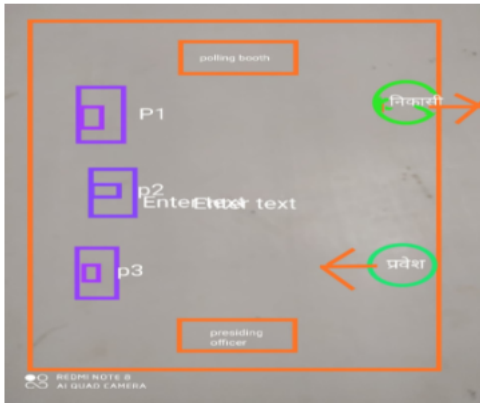 polling booth
निकासी
P1
p2
Enter text
Enter text
p3
प्रवेश
presiding
officer
REDMI NOTE 8
AI QUAD CAMERA